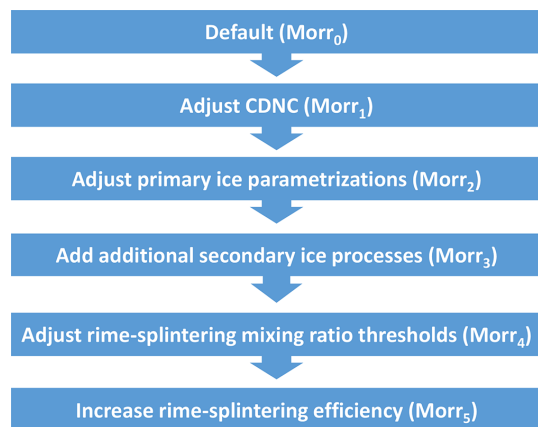 Default (Morr₀)
Adjust CDNC (Morr₁)
Adjust primary ice parametrizations (Morr₂)
Add additional secondary ice processes (Morr₃)
Adjust rime-splintering mixing ratio thresholds (Morr₄)
Increase rime-splintering efficiency (Morr₅)